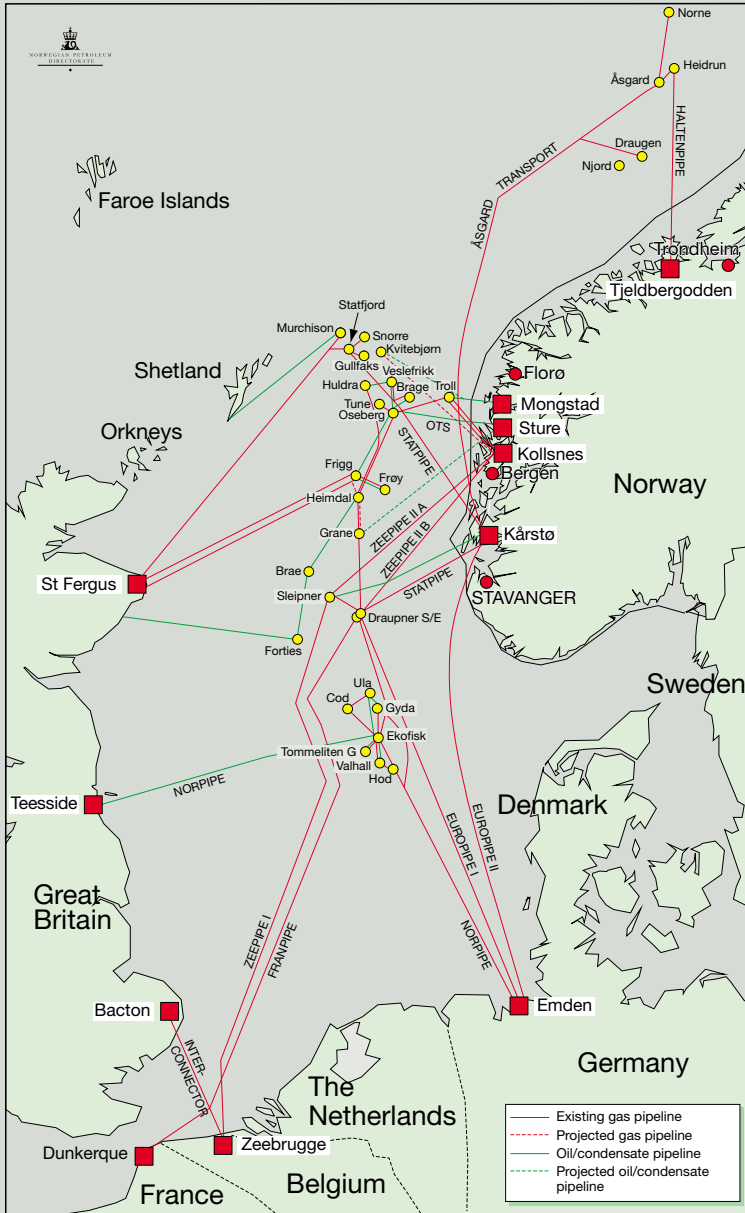 Norne
NORWEGIAN PETROLEUM
DIRECTORATE
Heidrun
Åsgard
HALTENPIPE
Draugen
TRANSPORT
Njord
Faroe Islands
ÅSGARD
Trondheim
Tjeldbergodden
Statfjord
Murchison
Snorre
Kvitebjørn
Gullfaks
Shetland
Veslefrikk
Florø
Huldra
Brage
Troll
Tune
Mongstad
Oseberg
OTS
Sture
Orkneys
STATPIPE
Kollsnes
Bergen
Frigg
Frøy
Norway
Heimdal
ZEEPIPE II A
Grane
ZEEPIPE II B
Kårstø
Brae
St Fergus
STATPIPE
Sleipner
STAVANGER
Draupner S/E
Forties
Sweden
Ula
Cod
Gyda
Ekofisk
Tommeliten G
Valhall
Hod
NORPIPE
Teesside
Denmark
EUROPIPE I
EUROPIPE II
Great
Britain
ZEEPIPE I
FRANPIPE
NORPIPE
Bacton
Emden
INTER-
CONNECTOR
Germany
The
Netherlands
Existing gas pipeline
Projected gas pipeline
Oil/condensate pipeline
Projected oil/condensate
pipeline
Zeebrugge
Dunkerque
Belgium
France